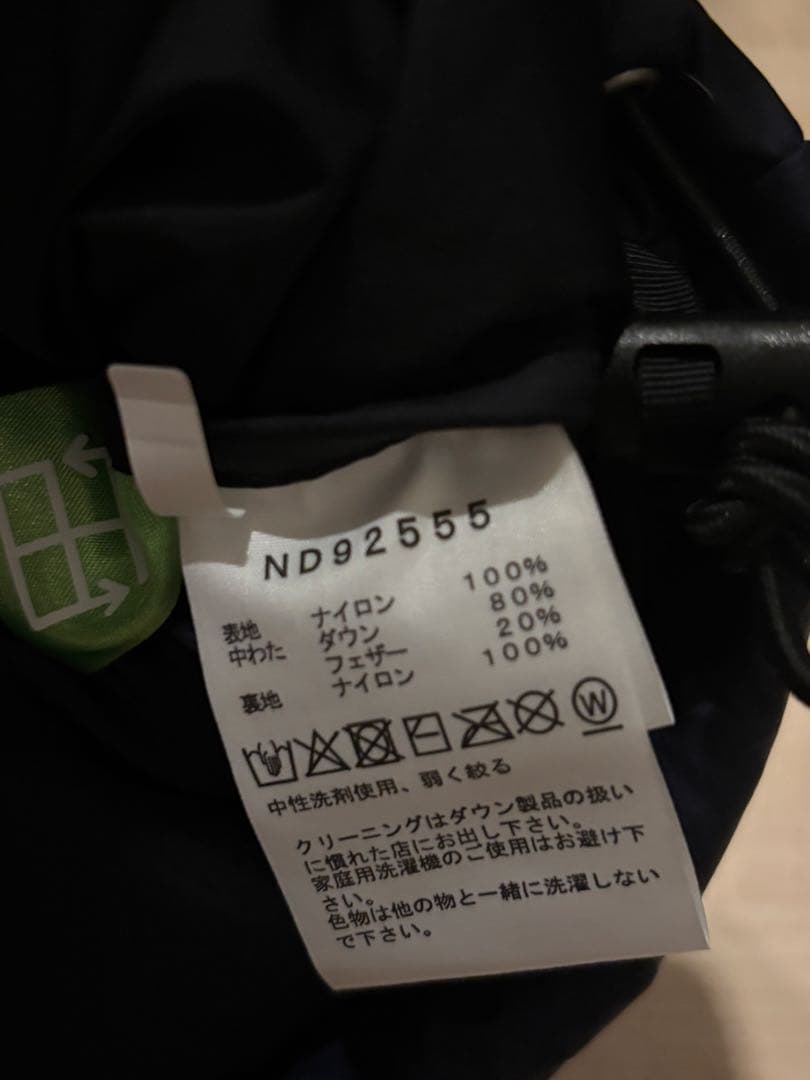 ND92555
表地 ナイロン 100%
中わた ダウン 80%
フェザー 20%
裏地 ナイロン 100%
W
中性洗剤使用、弱く絞る
クリーニングはダウン製品の扱い
に慣れた店にお出し下さい。
家庭用洗濯機のご使用はお避け下
さい。
色物は他の物と一緒に洗濯しない
で下さい。